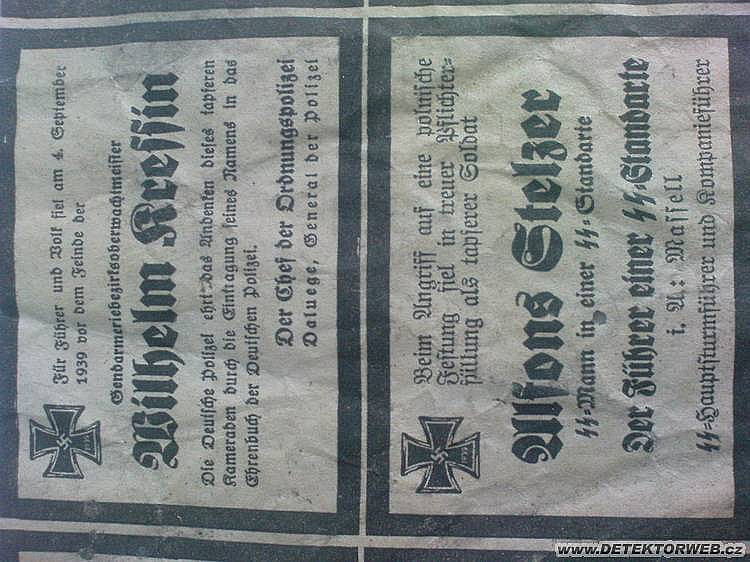 Für Führer und Volk fiel am 4. September
1939 vor dem Feinde der
Gendarmeriebezirksoberwachtmeister
Wilhelm Kressin
Die Deutsche Polizei ehrt das Andenken dieses tapferen
Kameraden durch die Eintragung seines Namens in das
Ehrenbuch der Deutschen Polizei.
Der Chef der Ordnungspolizei
Daluege, General der Polizei
Beim Angriff auf eine polnische
Festung fiel in treuer Pflichter-
füllung als tapferer Soldat
Alfons Stelzer
SS-Mann in einer SS-Standarte
Der Führer einer SS-Standarte
i. A.: Massell
SS-Hauptsturmführer und Kompanieführer
www.DETEKTORWEB.cz